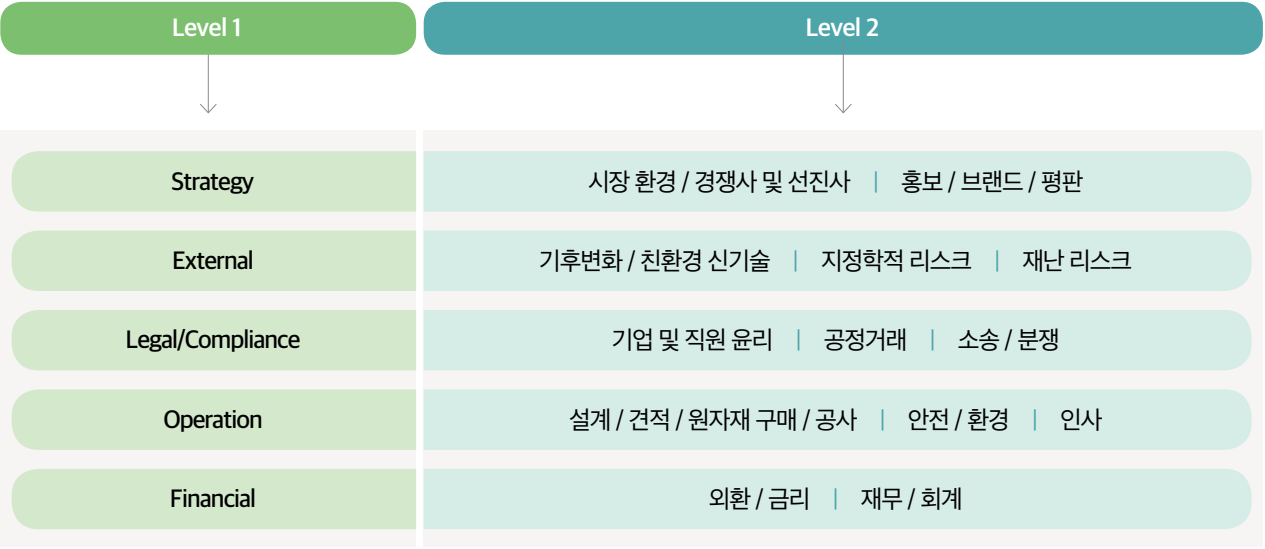 Level 1
Level 2
Strategy
시장 환경 / 경쟁사 및 선진사 | 홍보 / 브랜드 / 평판
External
기후변화 / 친환경 신기술 | 지정학적 리스크 | 재난 리스크
Legal/Compliance
기업 및 직원 윤리 | 공정거래 | 소송 / 분쟁
Operation
설계 / 견적 / 원자재 구매 / 공사 | 안전 / 환경 | 인사
Financial
외환 / 금리 | 재무 / 회계